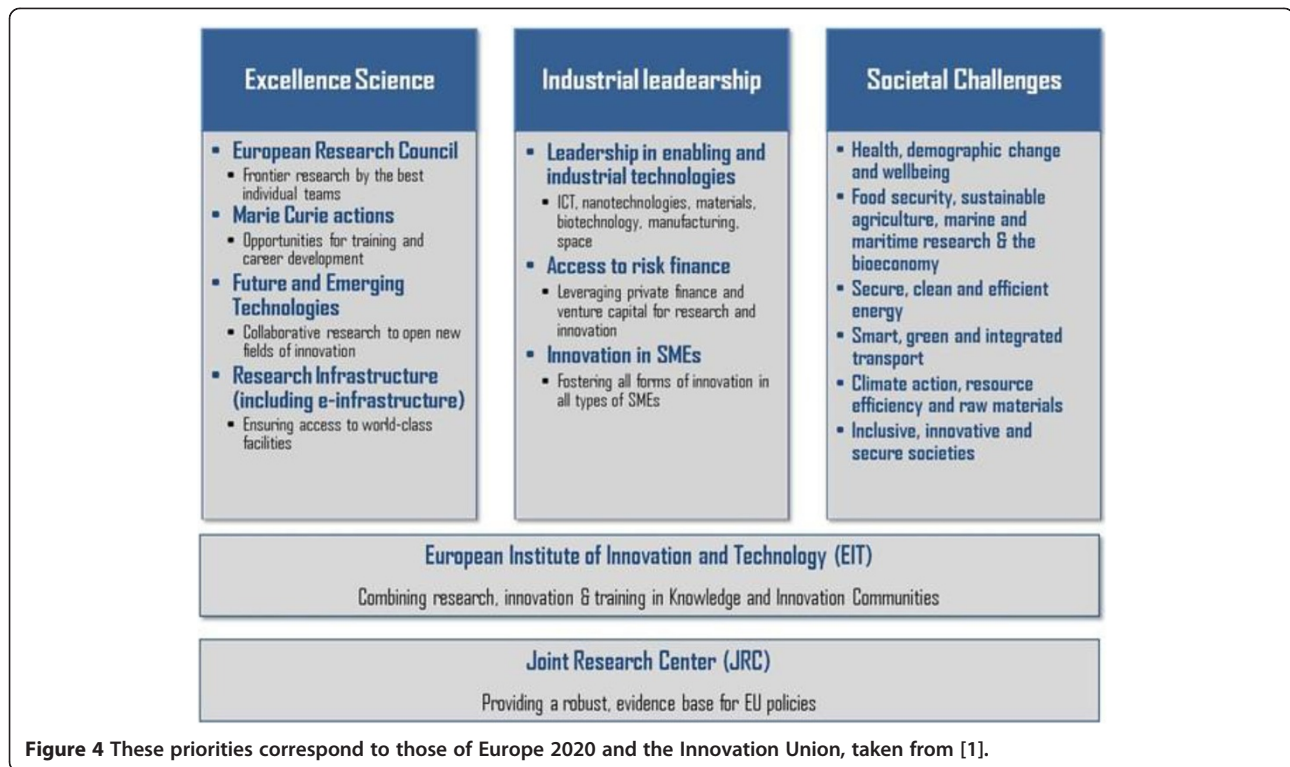 Excellence Science
▪ European Research Council
▪ Frontier research by the best
individual teams
▪ Marie Curie actions
▪ Opportunities for training and
career development
▪ Future and Emerging
Technologies
▪ Collaborative research to open new
fields of innovation
▪ Research Infrastructure
(including e-infrastructure)
▪ Ensuring access to world-class
facilities
Industrial leadearship
▪ Leadership in enabling and
industrial technologies
▪ ICT, nanotechnologies, materials,
biotechnology, manufacturing,
space
▪ Access to risk finance
▪ Leveraging private finance and
venture capital for research and
innovation
▪ Innovation in SMEs
▪ Fostering all forms of innovation in
all types of SMEs
Societal Challenges
▪ Health, demographic change
and wellbeing
▪ Food security, sustainable
agriculture, marine and
maritime research & the
bioeconomy
▪ Secure, clean and efficient
energy
▪ Smart, green and integrated
transport
▪ Climate action, resource
efficiency and raw materials
▪ Inclusive, innovative and
secure societies
European Institute of Innovation and Technology (EIT)
Combining research, innovation & training in Knowledge and Innovation Communities
Joint Research Center (JRC)
Providing a robust, evidence base for EU policies
Figure 4 These priorities correspond to those of Europe 2020 and the Innovation Union, taken from [1].